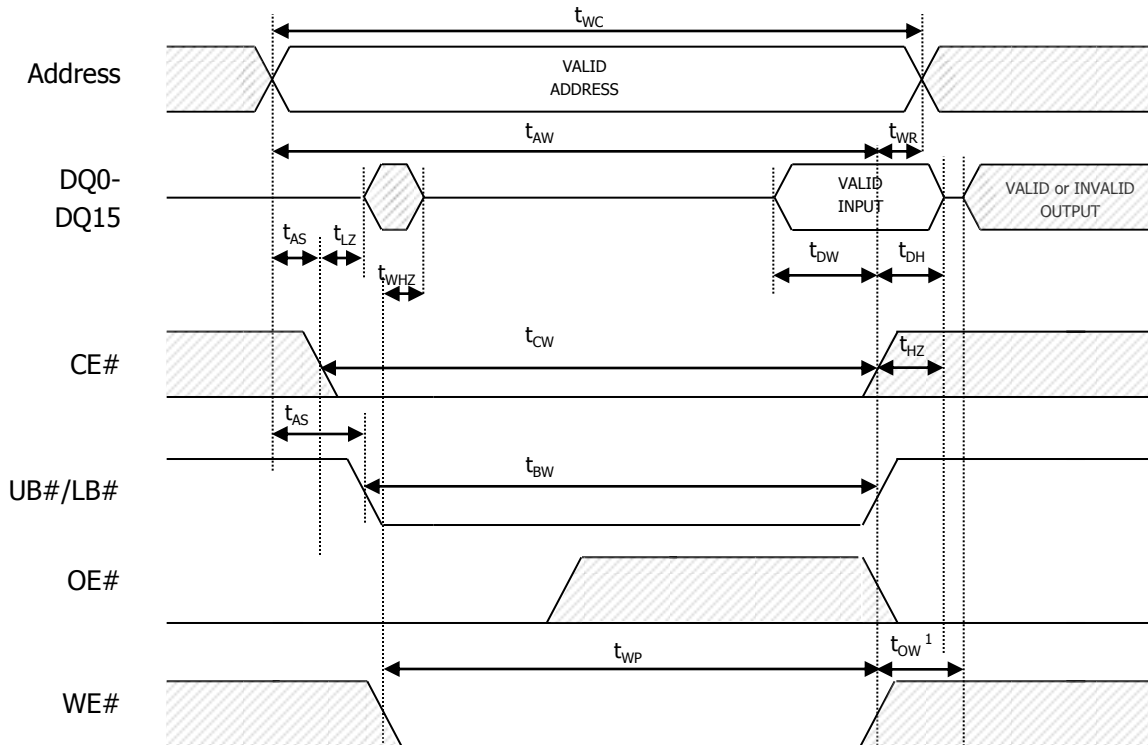 tWC
Address
VALID
ADDRESS
tAW
tWR
DQ0-
DQ15
VALID
INPUT
VALID or INVALID
OUTPUT
tAS
tLZ
tWHZ
tDW
tDH
CE#
tCW
tHZ
tAS
UB#/LB#
tBW
OE#
tWP
tOW 1
WE#